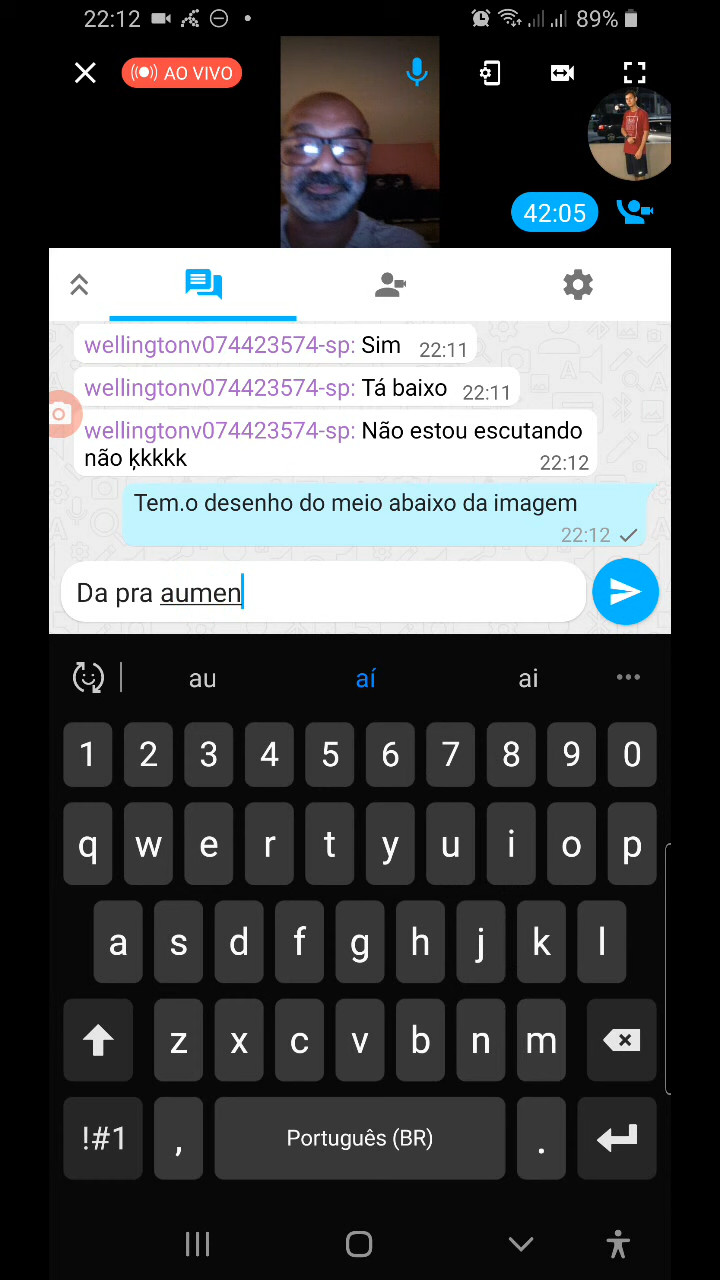 22:12 89%
AO VIVO
42:05
wellingtonv074423574-sp: Sim 22:11
wellingtonv074423574-sp: Tá baixo 22:11
wellingtonv074423574-sp: Não estou escutando
não ķkkkk 22:12
Tem.o desenho do meio abaixo da imagem
22:12
Da pra aumen
au aí ai
1 2 3 4 5 6 7 8 9 0
q w e r t y u i o p
a s d f g h j k l
z x c v b n m
!#1 , Português (BR) .